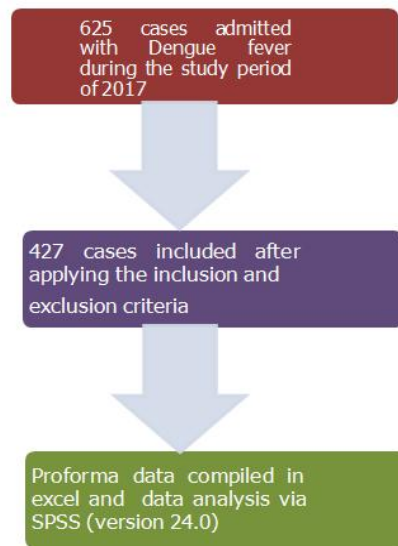 625 cases admitted
with Dengue fever
during the study period
of 2017
427 cases included after
applying the inclusion and
exclusion criteria
Proforma data compiled in
excel and data analysis via
SPSS (version 24.0)